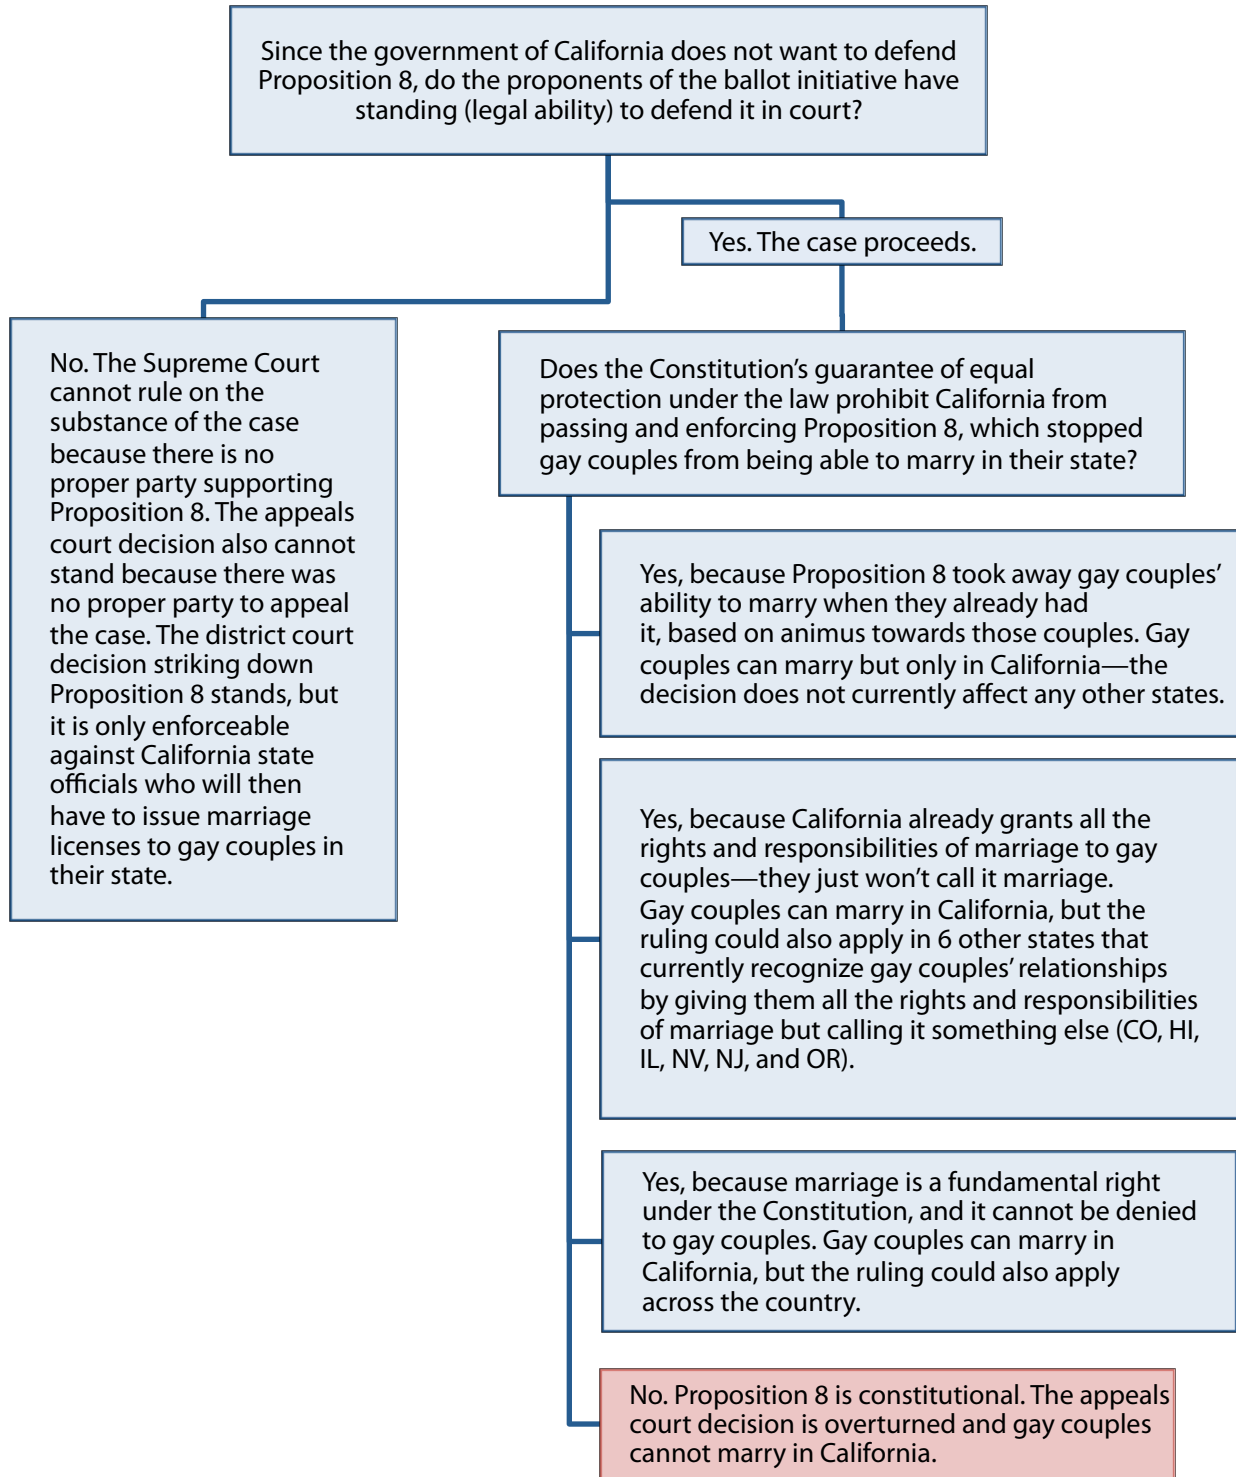 Since the government of California does not want to defend
Proposition 8, do the proponents of the ballot initiative have
standing (legal ability) to defend it in court?
Yes. The case proceeds.
No. The Supreme Court
cannot rule on the
substance of the case
because there is no
proper party supporting
Proposition 8. The appeals
court decision also cannot
stand because there was
no proper party to appeal
the case. The district court
decision striking down
Proposition 8 stands, but
it is only enforceable
against California state
officials who will then
have to issue marriage
licenses to gay couples in
their state.
Does the Constitution’s guarantee of equal
protection under the law prohibit California from
passing and enforcing Proposition 8, which stopped
gay couples from being able to marry in their state?
Yes, because Proposition 8 took away gay couples’
ability to marry when they already had
it, based on animus towards those couples. Gay
couples can marry but only in California—the
decision does not currently affect any other states.
Yes, because California already grants all the
rights and responsibilities of marriage to gay
couples—they just won’t call it marriage.
Gay couples can marry in California, but the
ruling could also apply in 6 other states that
currently recognize gay couples’ relationships
by giving them all the rights and responsibilities
of marriage but calling it something else (CO, HI,
IL, NV, NJ, and OR).
Yes, because marriage is a fundamental right
under the Constitution, and it cannot be denied
to gay couples. Gay couples can marry in
California, but the ruling could also apply
across the country.
No. Proposition 8 is constitutional. The appeals
court decision is overturned and gay couples
cannot marry in California.